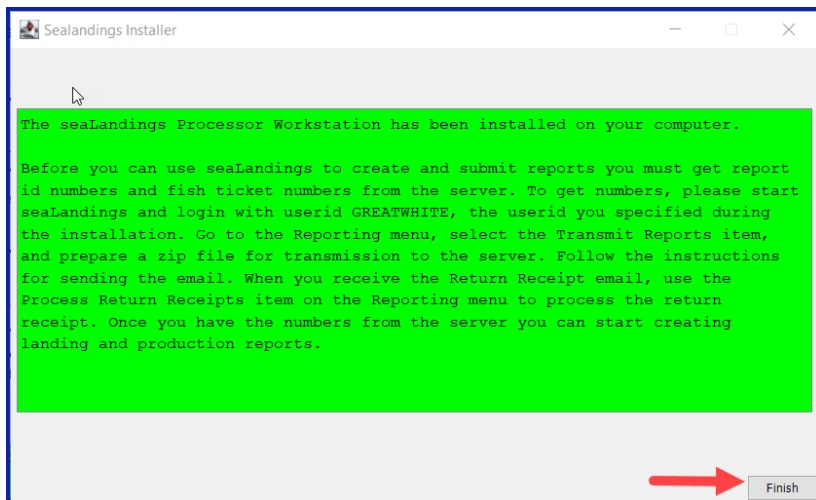 Sealandings Installer
The seaLandings Processor Workstation has been installed on your computer.
Before you can use seaLandings to create and submit reports you must get report
id numbers and fish ticket numbers from the server. To get numbers, please start
seaLandings and login with userid GREATWHITE, the userid you specified during
the installation. Go to the Reporting menu, select the Transmit Reports item,
and prepare a zip file for transmission to the server. Follow the instructions
for sending the email. When you receive the Return Receipt email, use the
Process Return Receipts item on the Reporting menu to process the return
receipt. Once you have the numbers from the server you can start creating
landing and production reports.
Finish